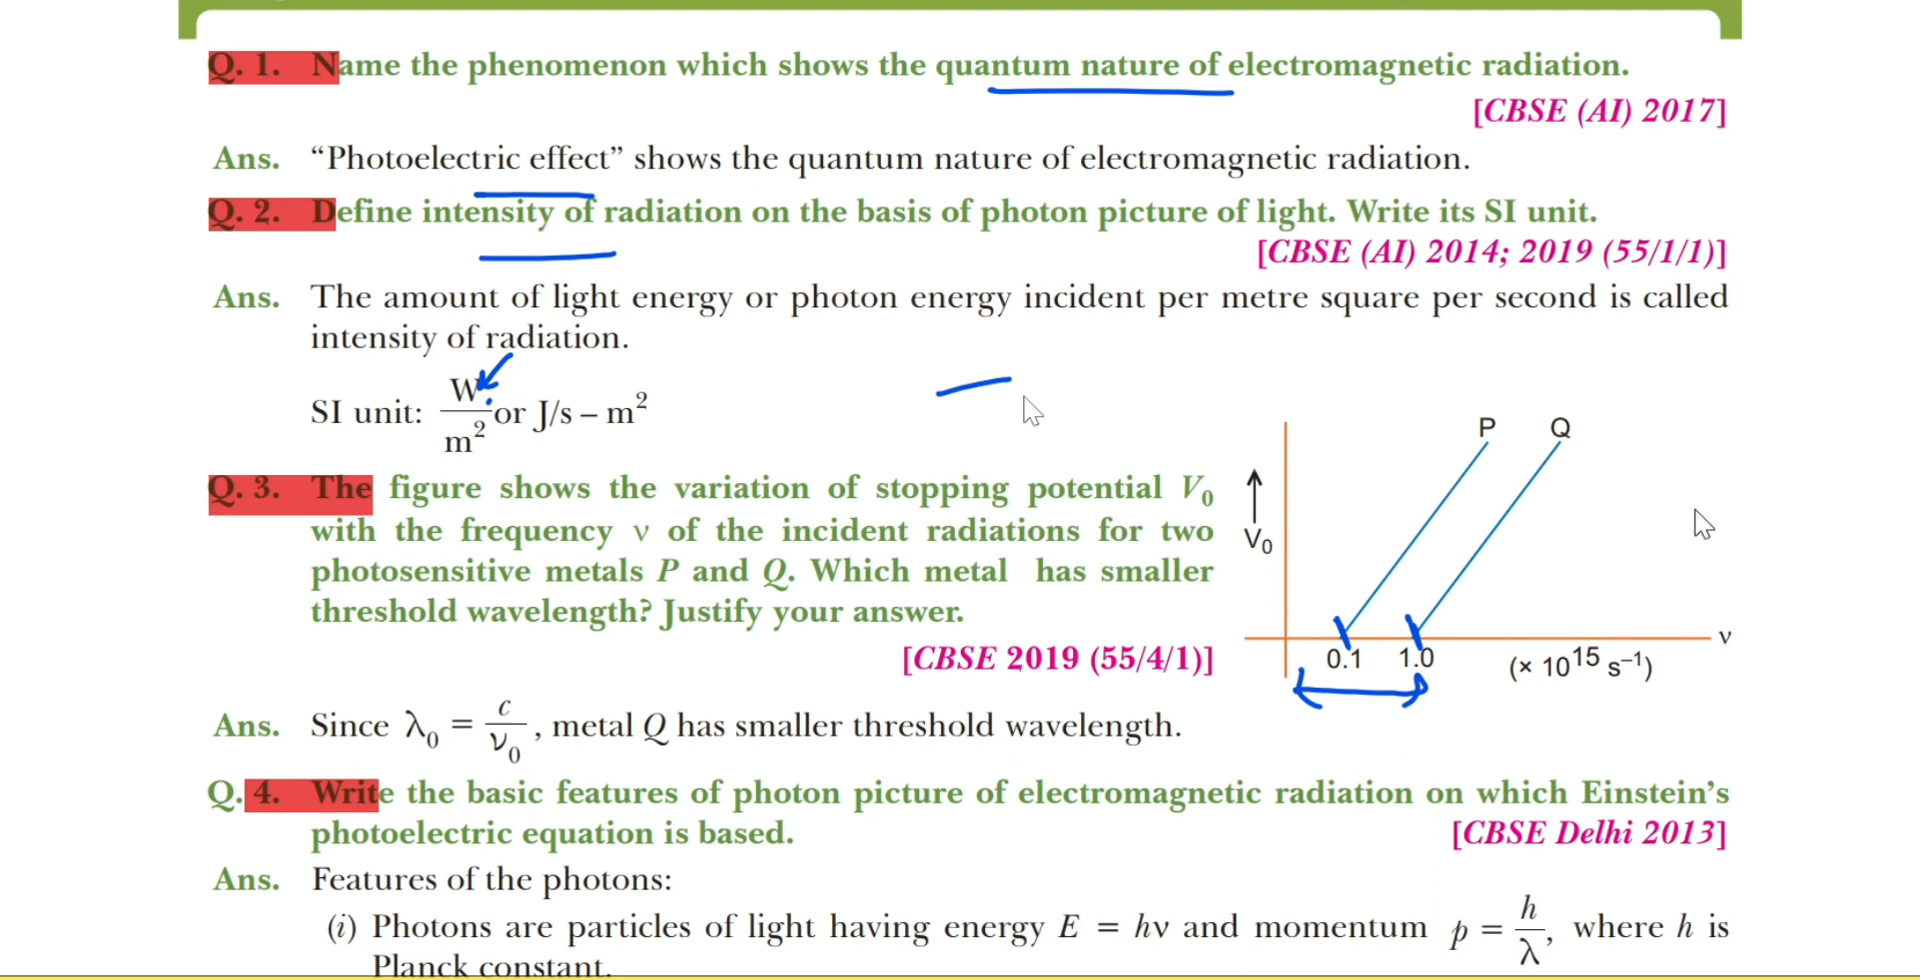 Q. 1. Name the phenomenon which shows the quantum nature of electromagnetic radiation.
[CBSE (AI) 2017]
Ans. “Photoelectric effect” shows the quantum nature of electromagnetic radiation.
Q. 2. Define intensity of radiation on the basis of photon picture of light. Write its SI unit.
[CBSE (AI) 2014; 2019 (55/1/1)]
Ans. The amount of light energy or photon energy incident per metre square per second is called
intensity of radiation.
SI unit: W/m² or J/s – m²
Q. 3. The figure shows the variation of stopping potential V₀
with the frequency ν of the incident radiations for two
photosensitive metals P and Q. Which metal has smaller
threshold wavelength? Justify your answer.
[CBSE 2019 (55/4/1)]
P Q
V₀
ν
0.1 1.0 (× 10¹⁵ s⁻¹)
Ans. Since λ₀ = c/ν₀, metal Q has smaller threshold wavelength.
Q. 4. Write the basic features of photon picture of electromagnetic radiation on which Einstein’s
photoelectric equation is based. [CBSE Delhi 2013]
Ans. Features of the photons:
(i) Photons are particles of light having energy E = hν and momentum p = h/λ, where h is
Planck constant.